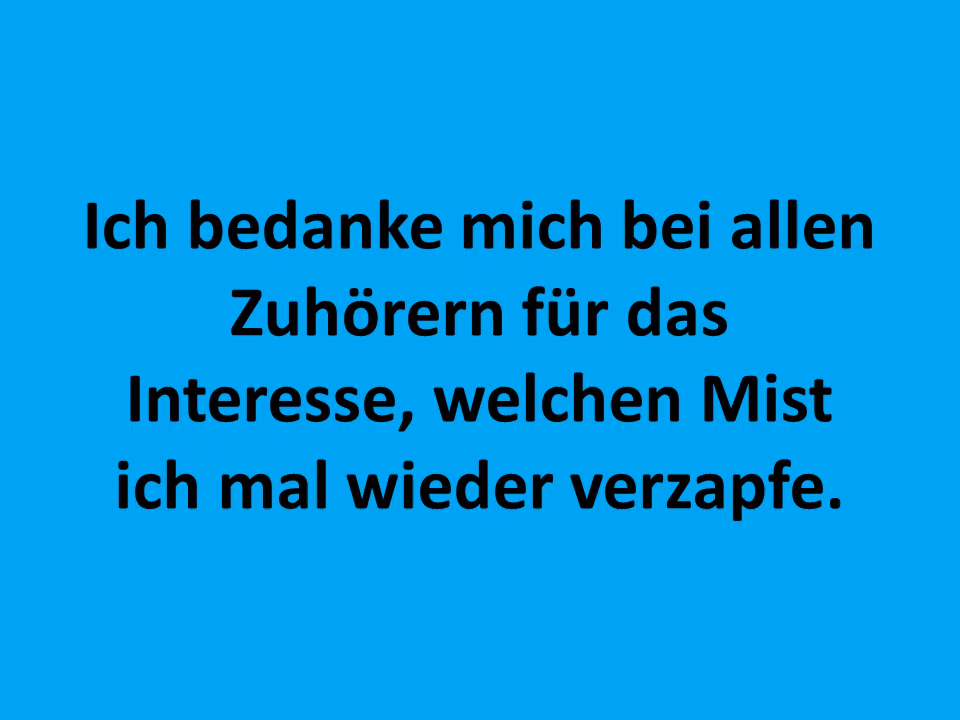 Ich bedanke mich bei allen
Zuhörern für das
Interesse, welchen Mist
ich mal wieder verzapfe.